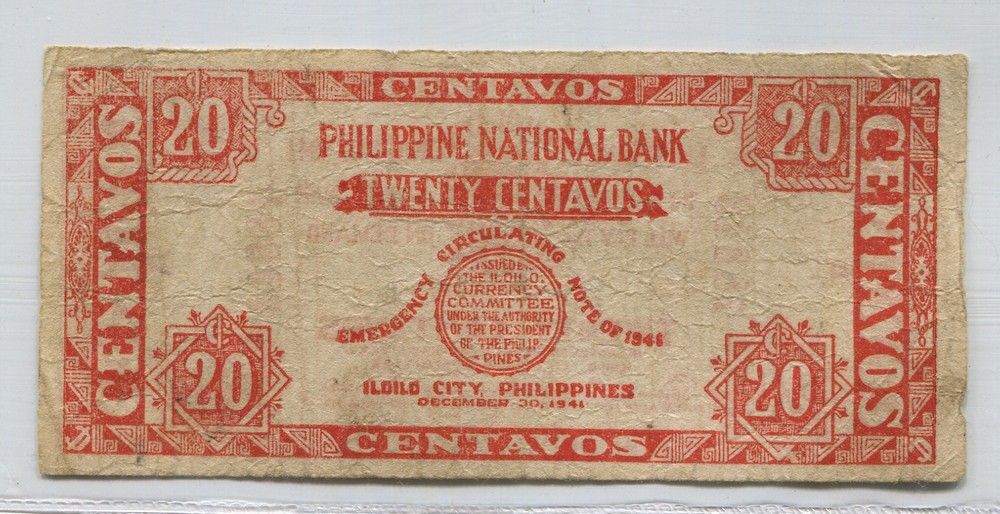 CENTAVOS
20
20
PHILIPPINE NATIONAL BANK
TWENTY CENTAVOS
CENTAVOS
CENTAVOS
EMERGENCY CIRCULATING NOTE OF 1941
ISSUED BY
THE ILOILO
CURRENCY
COMMITTEE
UNDER THE AUTHORITY
OF THE PRESIDENT
OF THE PHILIP-
PINES
20
20
ILOILO CITY, PHILIPPINES
DECEMBER 30, 1941
CENTAVOS